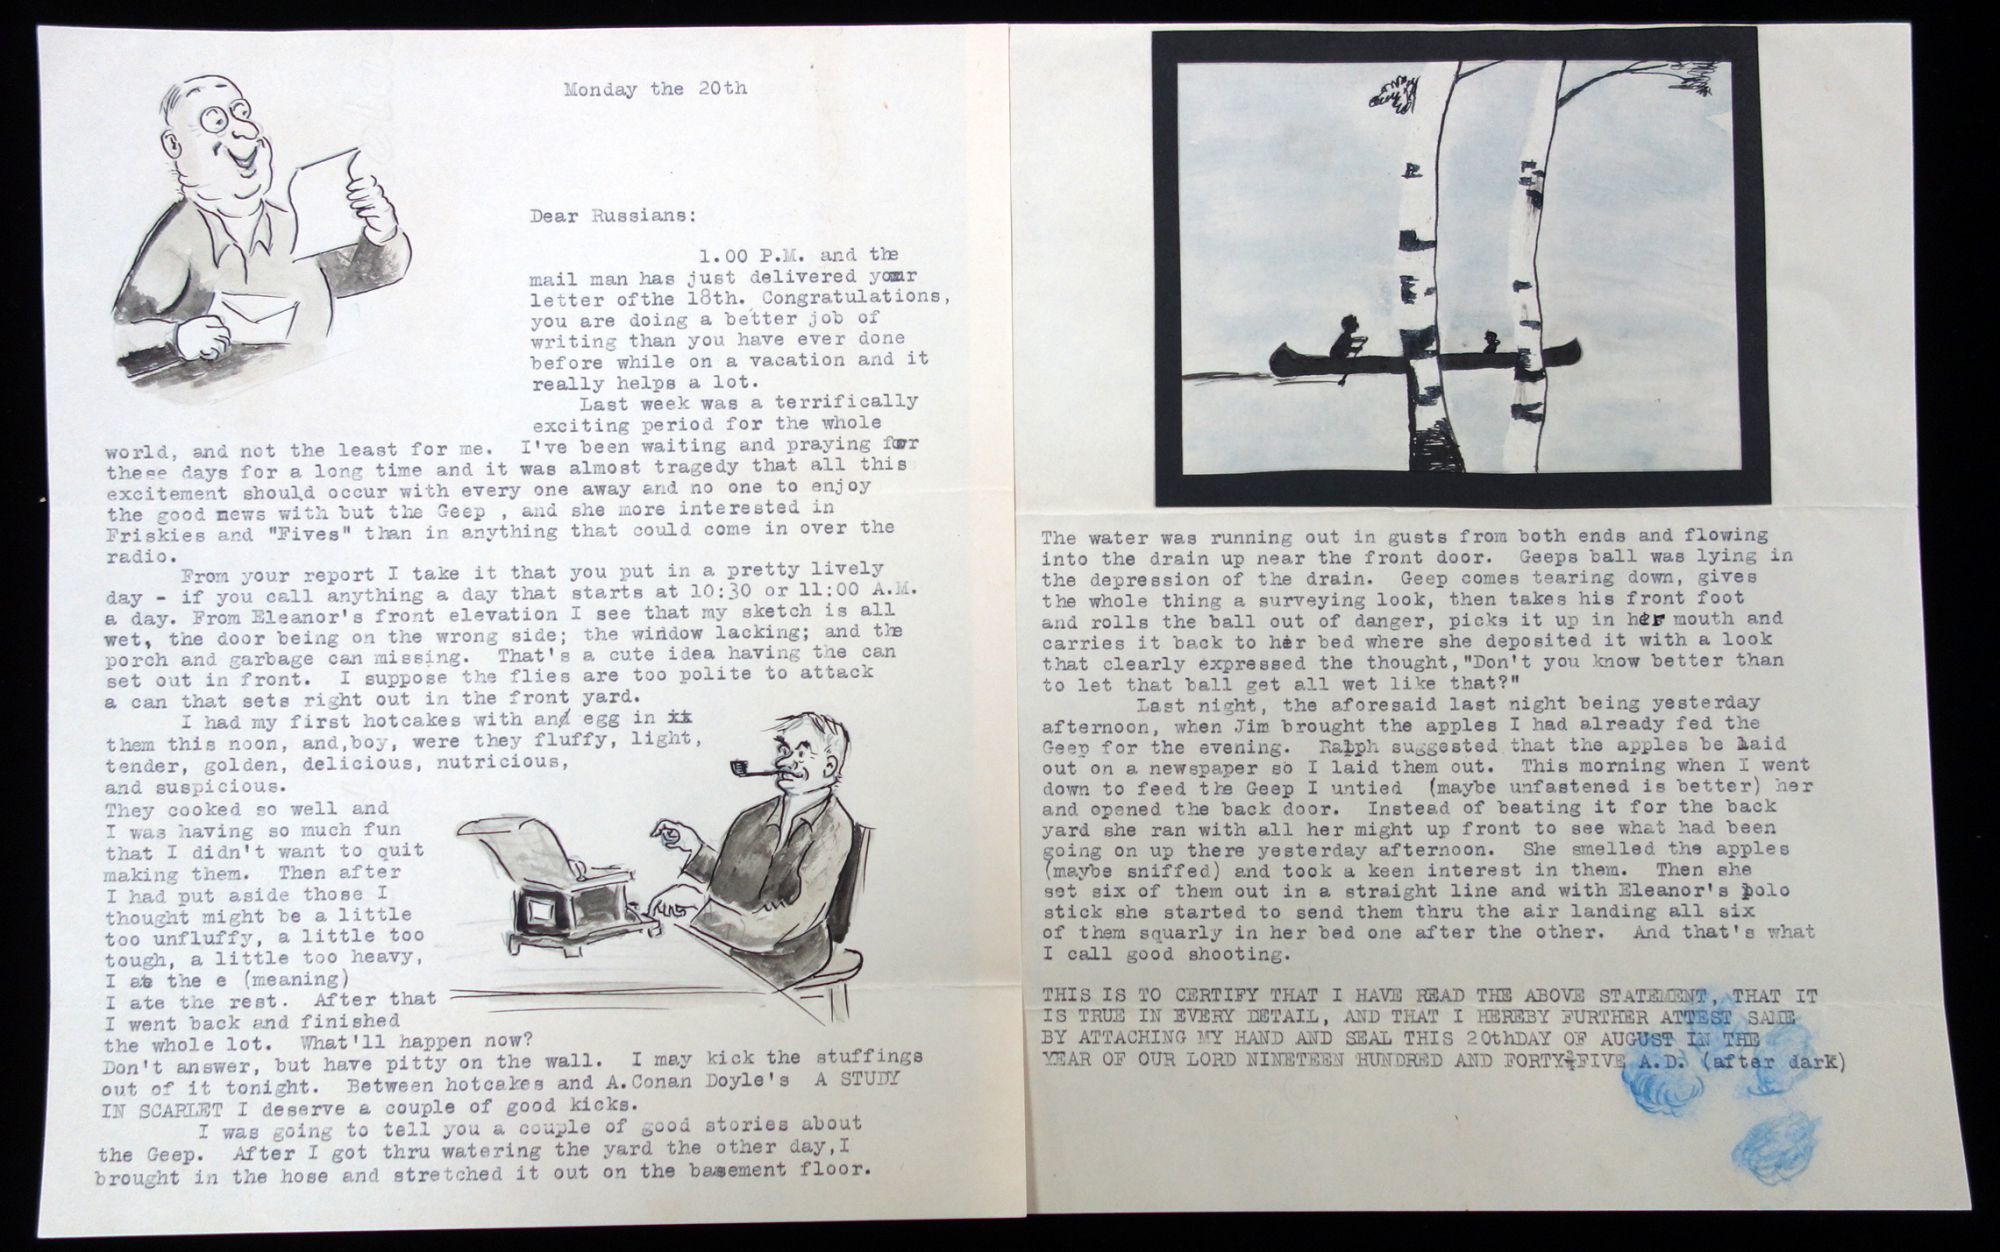 Monday the 20th
Dear Russians:
1.00 P.M. and the
mail man has just delivered your
letter ofthe 18th. Congratulations,
you are doing a better job of
writing than you have ever done
before while on a vacation and it
really helps a lot.
Last week was a terrifically
exciting period for the whole
world, and not the least for me. I've been waiting and praying for
these days for a long time and it was almost tragedy that all this
excitement should occur with every one away and no one to enjoy
the good news with but the Geep , and she more interested in
Friskies and "Fives" than in anything that could come in over the
radio.
From your report I take it that you put in a pretty lively
day - if you call anything a day that starts at 10:30 or 11:00 A.M.
a day. From Eleanor's front elevation I see that my sketch is all
wet, the door being on the wrong side; the window lacking; and the
porch and garbage can missing. That's a cute idea having the can
set out in front. I suppose the flies are too polite to attack
a can that sets right out in the front yard.
I had my first hotcakes with an egg in
them this noon, and,boy, were they fluffy, light,
tender, golden, delicious, nutricious,
and suspicious.
They cooked so well and
I was having so much fun
that I didn't want to quit
making them. Then after
I had put aside those I
thought might be a little
too unfluffy, a little too
tough, a little too heavy,
I ate the e (meaning)
I ate the rest. After that
I went back and finished
the whole lot. What'll happen now?
Don't answer, but have pitty on the wall. I may kick the stuffings
out of it tonight. Between hotcakes and A.Conan Doyle's A STUDY
IN SCARLET I deserve a couple of good kicks.
I was going to tell you a couple of good stories about
the Geep. After I got thru watering the yard the other day,I
brought in the hose and stretched it out on the basement floor.
The water was running out in gusts from both ends and flowing
into the drain up near the front door. Geeps ball was lying in
the depression of the drain. Geep comes tearing down, gives
the whole thing a surveying look, then takes his front foot
and rolls the ball out of danger, picks it up in her mouth and
carries it back to her bed where she deposited it with a look
that clearly expressed the thought,"Don't you know better than
to let that ball get all wet like that?"
Last night, the aforesaid last night being yesterday
afternoon, when Jim brought the apples I had already fed the
Geep for the evening. Ralph suggested that the apples be laid
out on a newspaper so I laid them out. This morning when I went
down to feed the Geep I untied (maybe unfastened is better) her
and opened the back door. Instead of beating it for the back
yard she ran with all her might up front to see what had been
going on up there yesterday afternoon. She smelled the apples
(maybe sniffed) and took a keen interest in them. Then she
set six of them out in a straight line and with Eleanor's polo
stick she started to send them thru the air landing all six
of them squarly in her bed one after the other. And that's what
I call good shooting.
THIS IS TO CERTIFY THAT I HAVE READ THE ABOVE STATEMENT, THAT IT
IS TRUE IN EVERY DETAIL, AND THAT I HEREBY FURTHER ATTEST SAME
BY ATTACHING MY HAND AND SEAL THIS 20thDAY OF AUGUST IN THE
YEAR OF OUR LORD NINETEEN HUNDRED AND FORTY-FIVE A.D. (after dark)